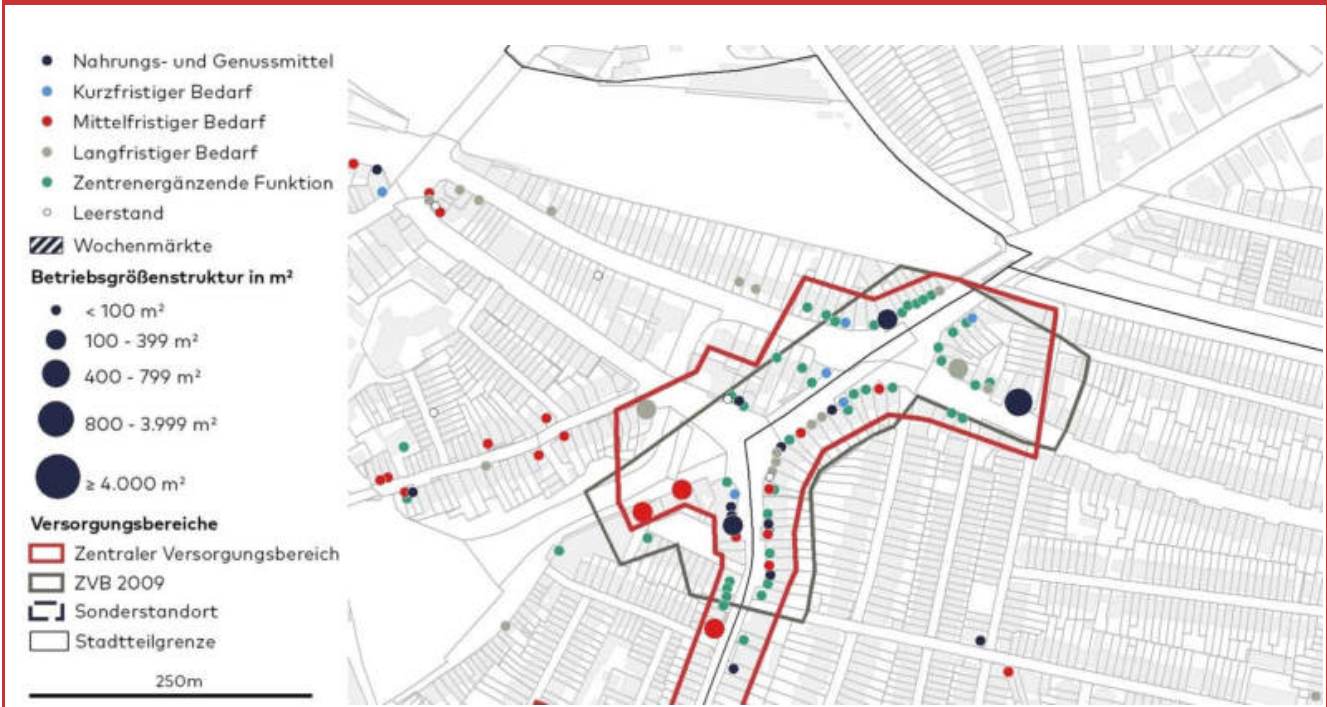 Nahrungs- und Genussmittel
Kurzfristiger Bedarf
Mittelfristiger Bedarf
Langfristiger Bedarf
Zentrenergänzende Funktion
Leerstand
Wochenmärkte
Betriebsgrößenstruktur in m²
< 100 m²
100 - 399 m²
400 - 799 m²
800 - 3.999 m²
≥ 4.000 m²
Versorgungsbereiche
Zentraler Versorgungsbereich
ZVB 2009
Sonderstandort
Stadtteilgrenze
250m